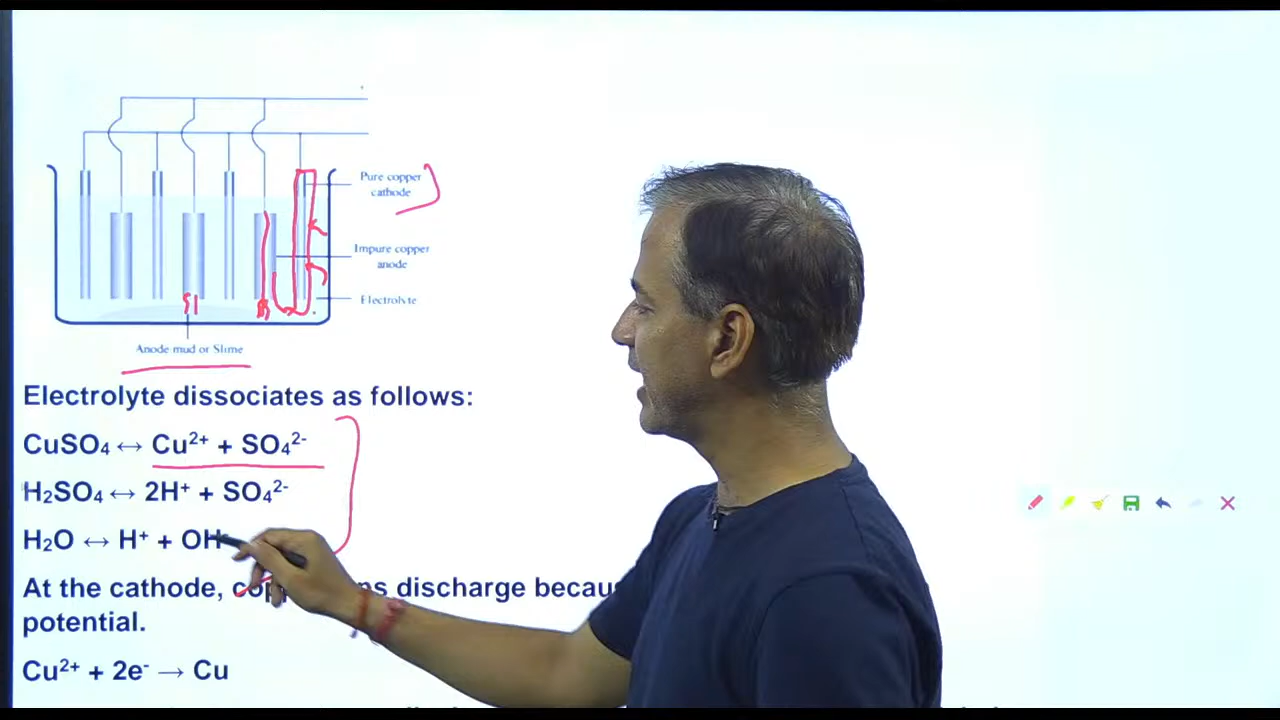 Pure copper
cathode
Impure copper
anode
Electrolyte
Anode mud or Slime
Electrolyte dissociates as follows:
CuSO₄ ↔ Cu²⁺ + SO₄²⁻
H₂SO₄ ↔ 2H⁺ + SO₄²⁻
H₂O ↔ H⁺ + OH⁻
At the cathode, discharge
potential.
Cu²⁺ + 2e⁻ → Cu